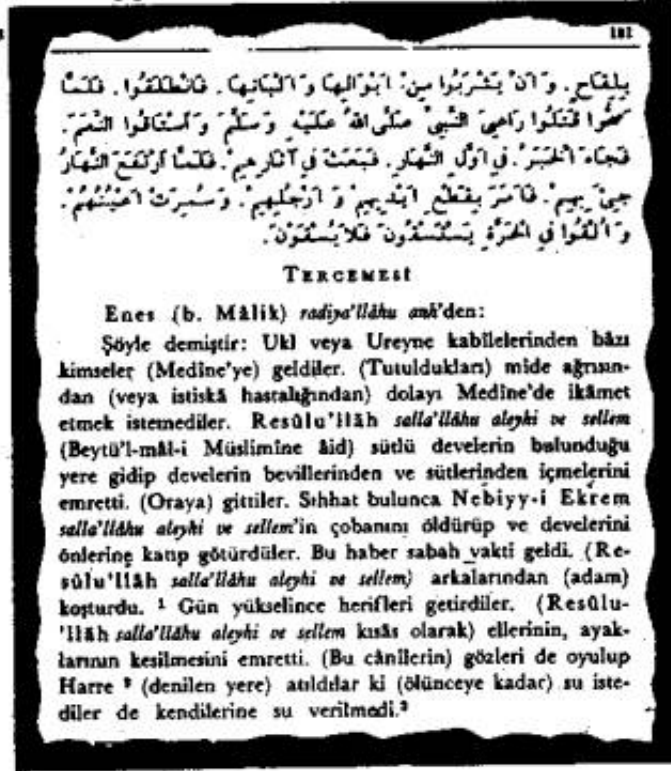 181
بِلِقَاحٍ. وَ اَنْ يَشْرَبُوا مِنْ اَبْوَالِهَا وَ اَلْبَانِهَا. فَانْطَلَقُوا. فَلَمَّا
صَحُّوا قَتَلُوا رَاعِىَ النَّبِىِّ صَلَّى اللهُ عَلَيْهِ وَسَلَّمَ وَ اسْتَاقُوا النَّعَمَ.
فَجَاءَ الْخَبَرُ. فِى اَوَّلِ النَّهَارِ. فَبَعَثَ فِى آثَارِهِمْ. فَلَمَّا ارْتَفَعَ النَّهَارُ
جِىءَ بِهِمْ. فَاَمَرَ بِقَطْعِ اَيْدِيهِمْ وَ اَرْجُلِهِمْ. وَ سُمِرَتْ اَعْيُنُهُمْ.
وَ اُلْقُوا فِى الْحَرَّةِ يَسْتَسْقُونَ فَلَا يُسْقَوْنَ.
TERCEMESİ
Enes (b. Mâlik) radiya'llâhu anh'den:
Şöyle demiştir: Ukl veya Ureyne kabîlelerinden bâzı
kimseler (Medîne'ye) geldiler. (Tutuldukları) mide ağrısın-
dan (veya istiskâ hastalığından) dolayı Medîne'de ikâmet
etmek istemediler. Resûlu'llâh salla'llâhu aleyhi ve sellem
(Beytü'l-mâl-i Müslimîne âid) sütlü develerin bulunduğu
yere gidip develerin bevillerinden ve sütlerinden içmelerini
emretti. (Oraya) gittiler. Sıhhat bulunca Nebiyy-i Ekrem
salla'llâhu aleyhi ve sellem'in çobanını öldürüp ve develerini
önlerine katıp götürdüler. Bu haber sabah vakti geldi. (Re-
sûlu'llâh salla'llâhu aleyhi ve sellem) arkalarından (adam)
koşturdu. ¹ Gün yükselince herifleri getirdiler. (Resûlu-
'llâh salla'llâhu aleyhi ve sellem kısâs olarak) ellerinin, ayak-
larının kesilmesini emretti. (Bu cânîlerin) gözleri de oyulup
Harre ² (denilen yere) atıldılar ki (ölünceye kadar) su iste-
diler de kendilerine su verilmedi.³